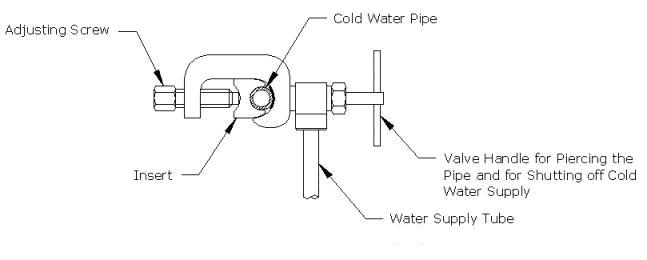 Cold Water Pipe
Adjusting Screw
Valve Handle for Piercing the
Pipe and for Shutting off Cold
Water Supply
Insert
Water Supply Tube